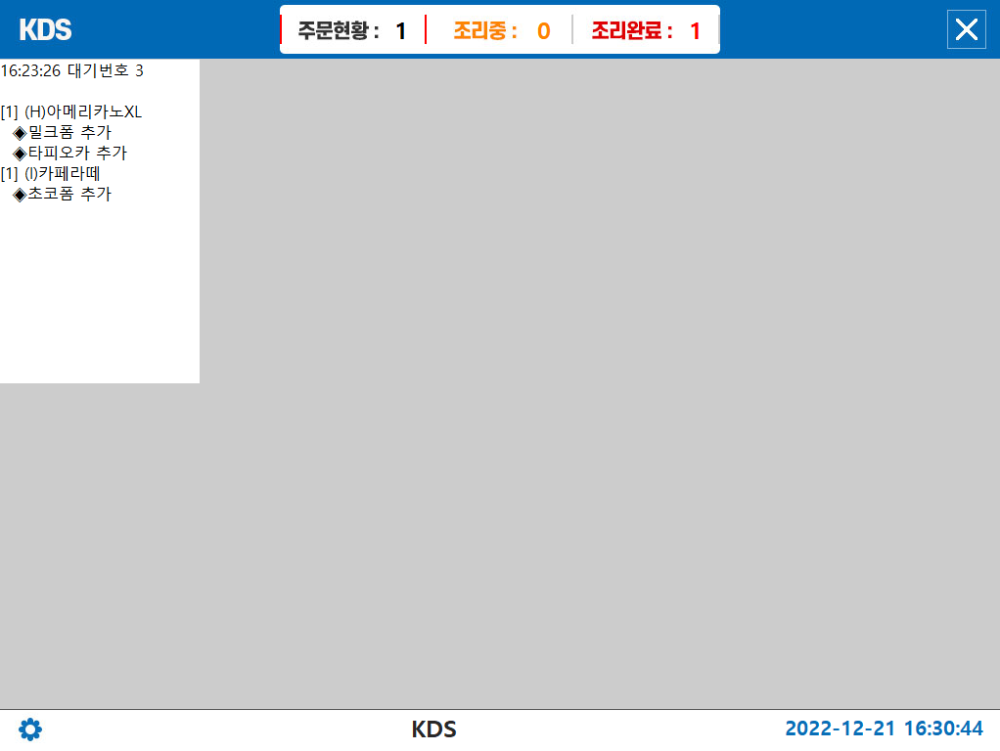 KDS
주문현황 : 1 조리중 : 0 조리완료 : 1
16:23:26 대기번호 3
[1] (H)아메리카노XL
◈밀크폼 추가
◈타피오카 추가
[1] (I)카페라떼
◈초코폼 추가
KDS
2022-12-21 16:30:44